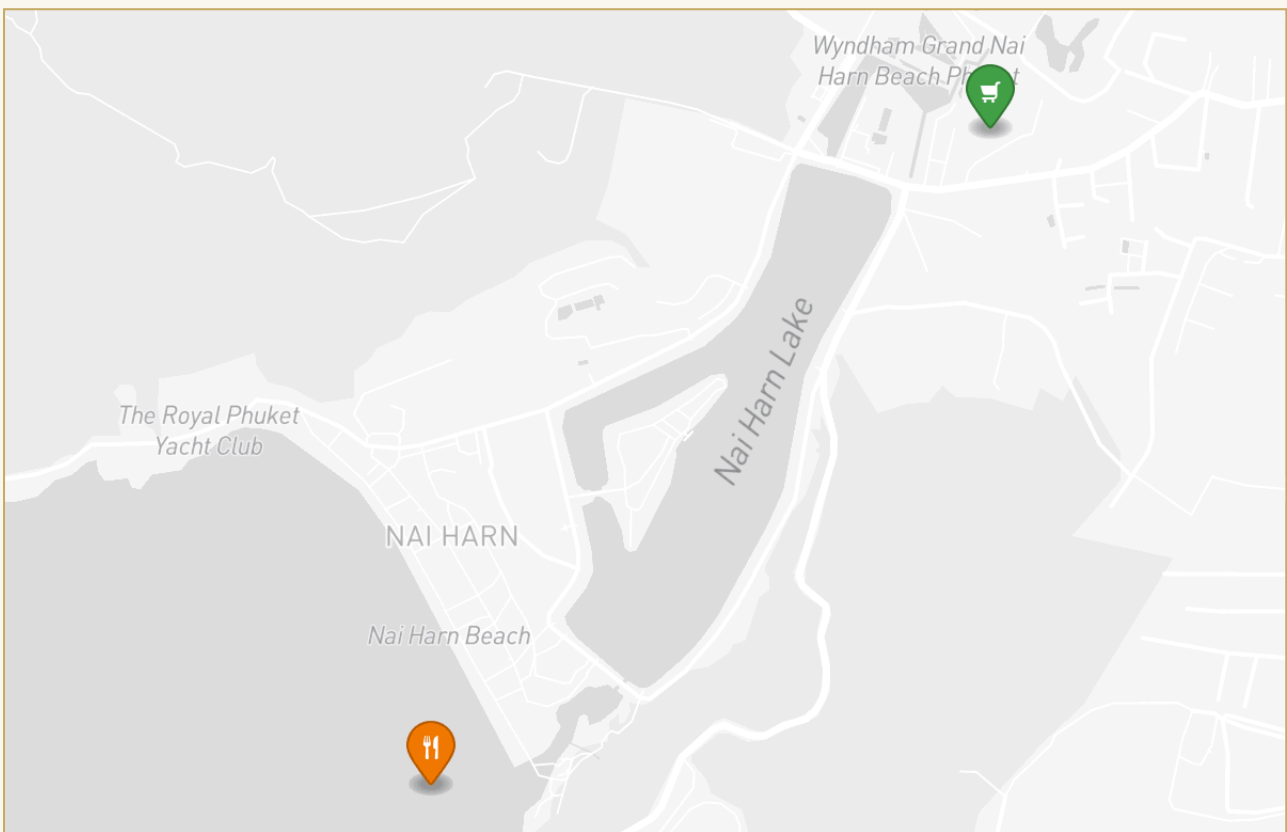 Wyndham Grand Nai
Harn Beach Phuket
Nai Harn Lake
The Royal Phuket
Yacht Club
NAI HARN
Nai Harn Beach